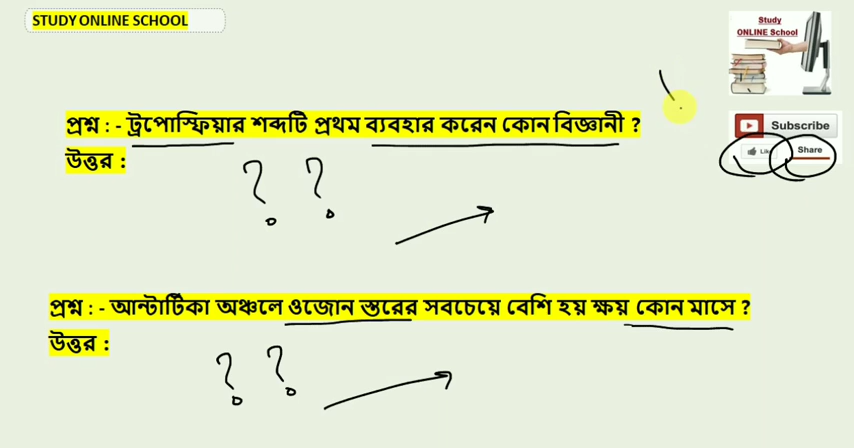 STUDY ONLINE SCHOOL
Study
ONLINE School
প্রশ্ন : - ট্রপোস্ফিয়ার শব্দটি প্রথম ব্যবহার করেন কোন বিজ্ঞানী ?
Subscribe
উত্তর :
Like
Share
? ?
প্রশ্ন : - আন্টার্টিকা অঞ্চলে ওজোন স্তরের সবচেয়ে বেশি হয় ক্ষয় কোন মাসে ?
উত্তর :
? ?